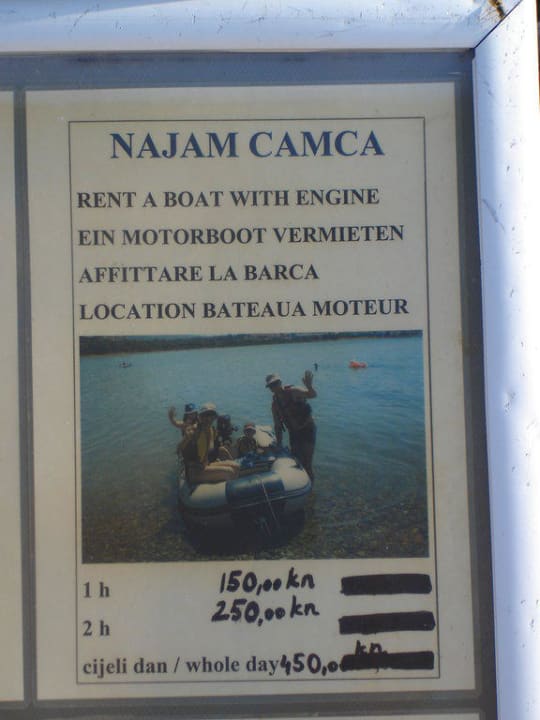 NAJAM CAMCA
RENT A BOAT WITH ENGINE
EIN MOTORBOOT VERMIETEN
AFFITTARE LA BARCA
LOCATION BATEAUA MOTEUR
1 h 150,00 kn
2 h 250,00 kn
cijeli dan / whole day 450,00 kn